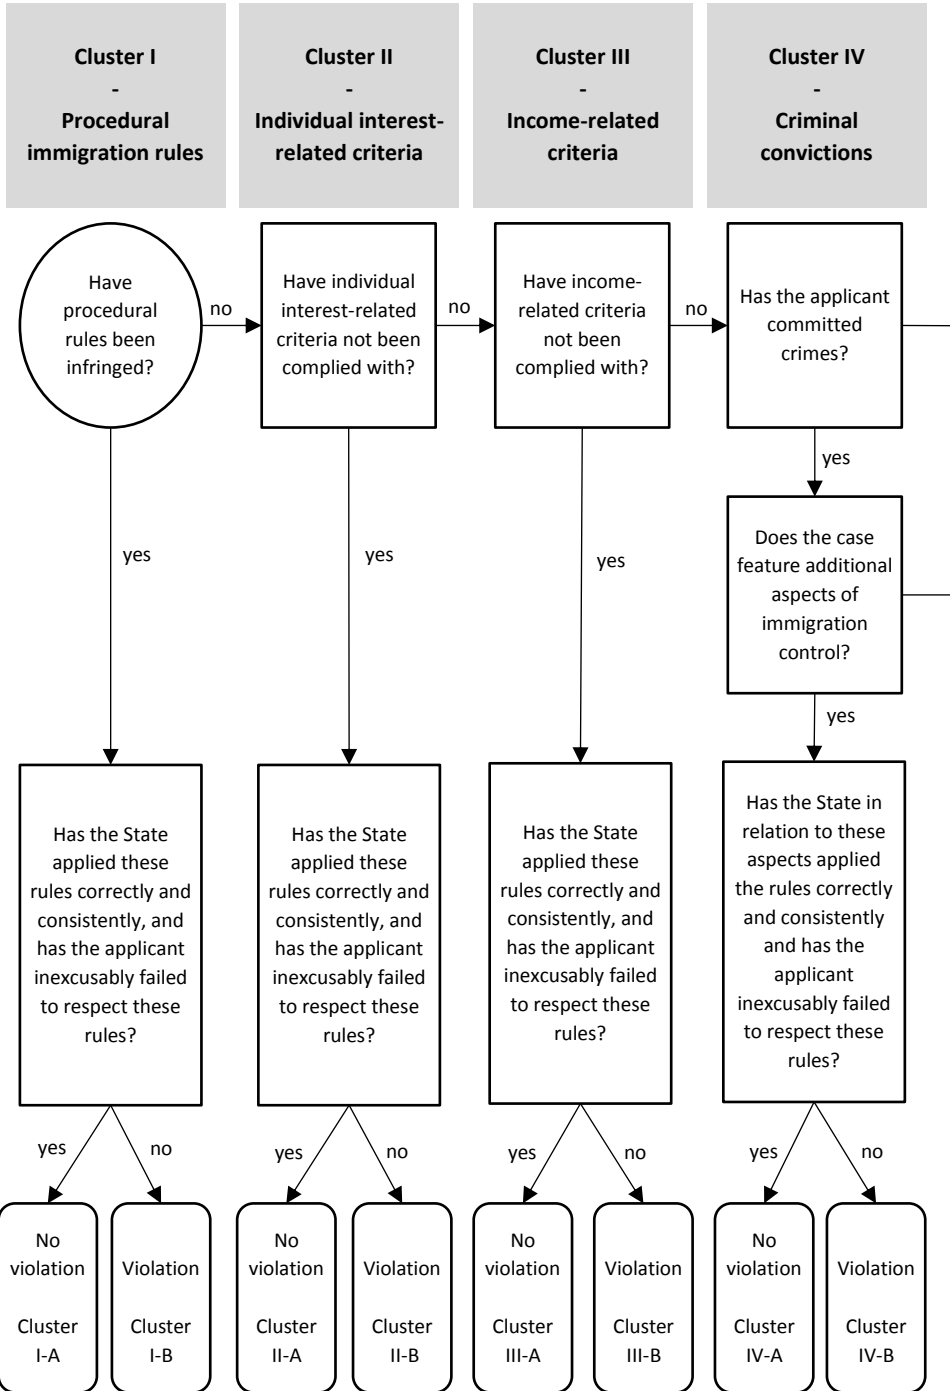 Cluster I
-
Procedural
immigration rules
Cluster II
-
Individual interest-
related criteria
Cluster III
-
Income-related
criteria
Cluster IV
-
Criminal
convictions
Have
procedural
rules been
infringed?
no
Have individual
interest-related
criteria not been
complied with?
no
Have income-
related criteria
not been
complied with?
no
Has the applicant
committed
crimes?
yes
Does the case
feature additional
aspects of
immigration
control?
yes
yes
yes
yes
Has the State
applied these
rules correctly and
consistently, and
has the applicant
inexcusably failed
to respect these
rules?
Has the State
applied these
rules correctly and
consistently, and
has the applicant
inexcusably failed
to respect these
rules?
Has the State
applied these
rules correctly and
consistently, and
has the applicant
inexcusably failed
to respect these
rules?
Has the State in
relation to these
aspects applied
the rules correctly
and consistently
and has the
applicant
inexcusably failed
to respect these
rules?
yes
no
yes
no
yes
no
yes
no
No
violation
Cluster
I-A
Violation
Cluster
I-B
No
violation
Cluster
II-A
Violation
Cluster
II-B
No
violation
Cluster
III-A
Violation
Cluster
III-B
No
violation
Cluster
IV-A
Violation
Cluster
IV-B